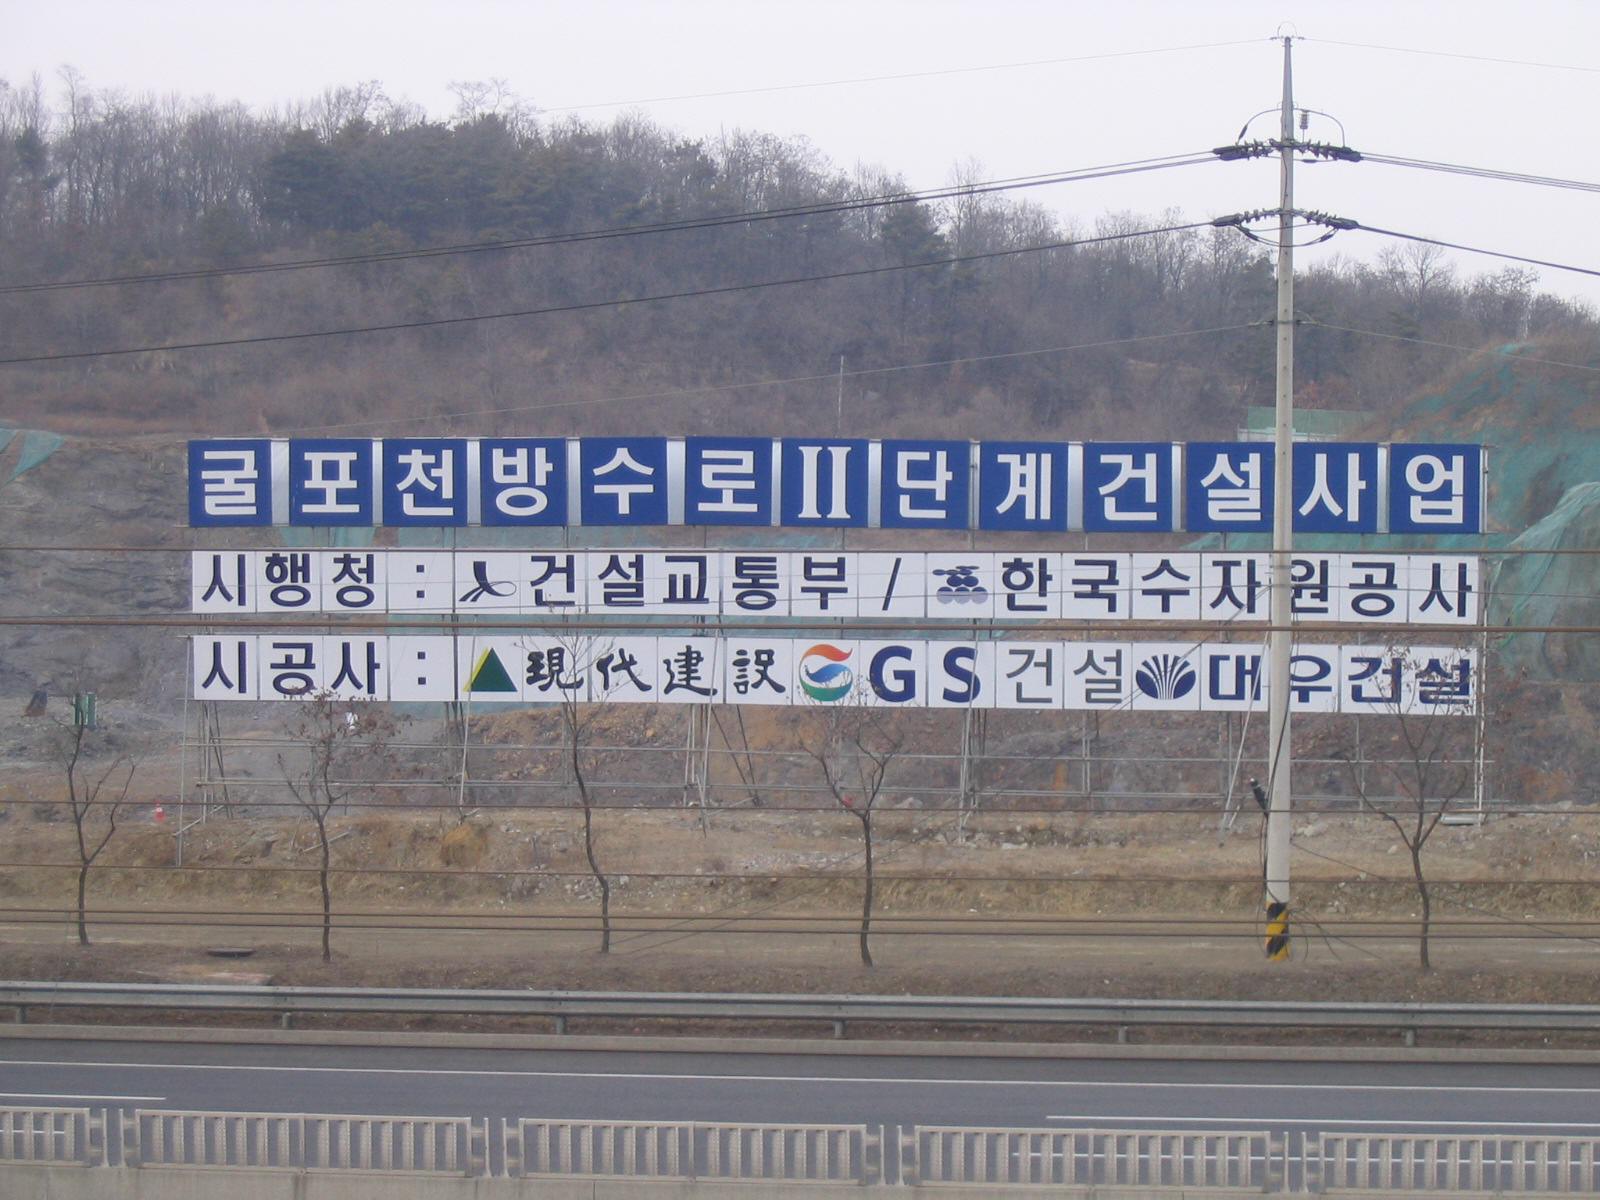 굴포천방수로Ⅱ단계건설사업
시행청 : 건설교통부 / 한국수자원공사
시공사 : 現代建設 GS건설 대우건설